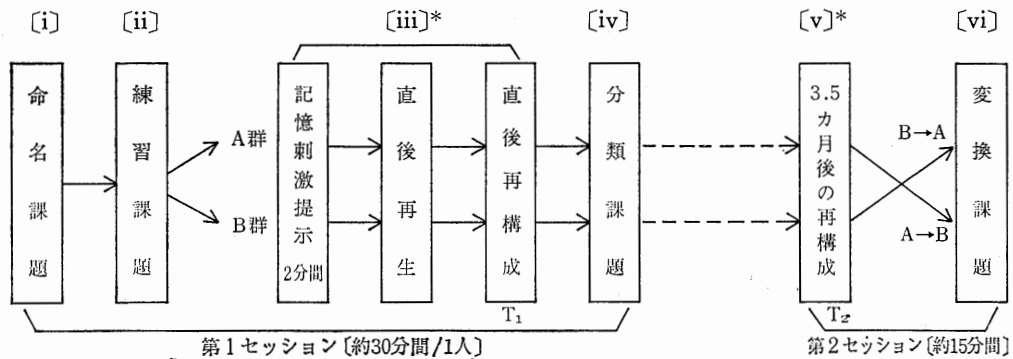 〔i〕 〔ii〕 〔iii〕* 〔iv〕 〔v〕* 〔vi〕
命名課題
練習課題
A群
B群
記憶刺激提示
2分間
直後再生
直後再構成
T₁
分類課題
3.5カ月後の再構成
T₂
B→A
A→B
変換課題
第1セッション〔約30分間/1人〕
第2セッション〔約15分間〕